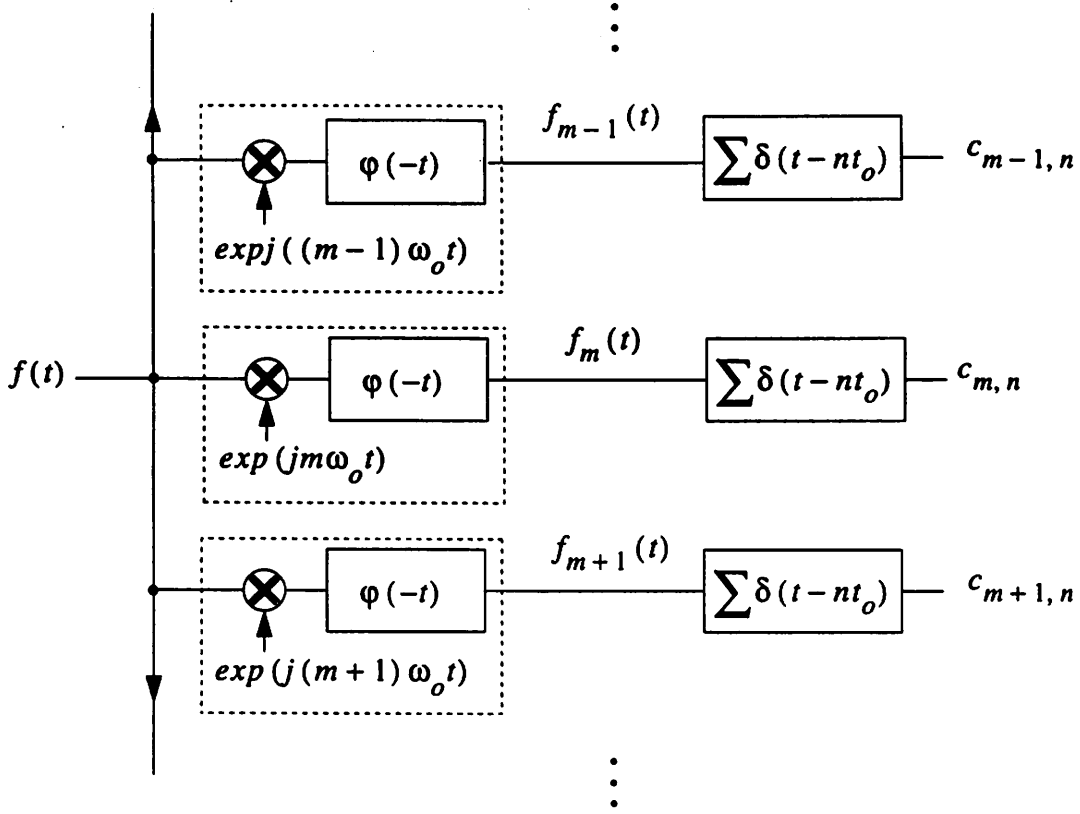 f_{m-1}(t)
φ(-t)
∑δ(t-nt_o)
c_{m-1,n}
expj((m-1)ω_o t)
f(t)
f_m(t)
φ(-t)
∑δ(t-nt_o)
c_{m,n}
exp(jmω_o t)
f_{m+1}(t)
φ(-t)
∑δ(t-nt_o)
c_{m+1,n}
exp(j(m+1)ω_o t)